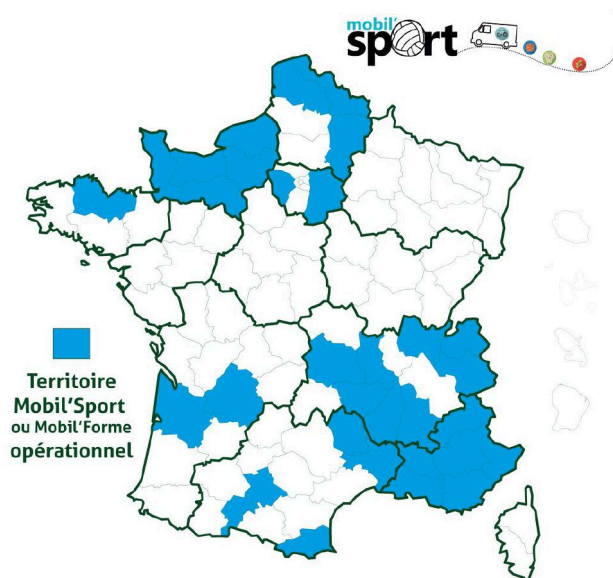 mobil'
sport
Territoire
Mobil'Sport
ou Mobil'Forme
opérationnel